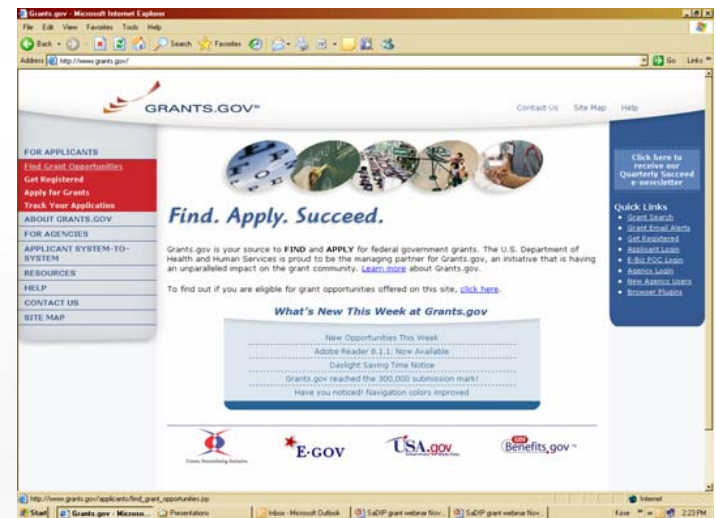 Grants.gov - Microsoft Internet Explorer
File Edit View Favorites Tools Help
Back Search Favorites
Address http://www.grants.gov/ Go Links
GRANTS.GOV
Contact Us Site Map Help
FOR APPLICANTS
Find Grant Opportunities
Get Registered
Apply for Grants
Track Your Application
ABOUT GRANTS.GOV
FOR AGENCIES
APPLICANT SYSTEM-TO-
SYSTEM
RESOURCES
HELP
CONTACT US
SITE MAP
Find. Apply. Succeed.
Grants.gov is your source to FIND and APPLY for federal government grants. The U.S. Department of
Health and Human Services is proud to be the managing partner for Grants.gov, an initiative that is having
an unparalleled impact on the grant community. Learn more about Grants.gov.
To find out if you are eligible for grant opportunities offered on this site, click here.
What's New This Week at Grants.gov
New Opportunities This Week
Adobe Reader 8.1.1: Now Available
Daylight Saving Time Notice
Grants.gov reached the 300,000 submission mark!
Have you noticed! Navigation colors improved
Click here to
receive our
Quarterly Succeed
e-newsletter
Quick Links
Grant Search
Grant Email Alerts
Get Registered
Applicant Login
E-Biz POC Login
Agency Login
New Agency Users
Browser Plugins
E-GOV
USA.gov
GOV
Benefits.gov
http://www.grants.gov/applicants/find_grant_opportunities.jsp Internet
Start Grants.gov - Microso... Presentations Inbox - Microsoft Outlook SaDIP grant webinar Nov... SaDIP grant webinar Nov... 2:23 PM